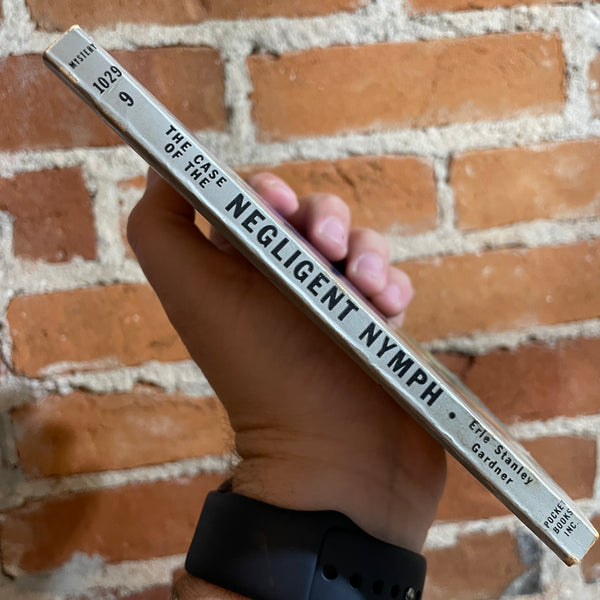 MYSTERY
1029
9
THE CASE
OF THE
NEGLIGENT NYMPH •
Erle Stanley
Gardner
POCKET
BOOKS
INC.